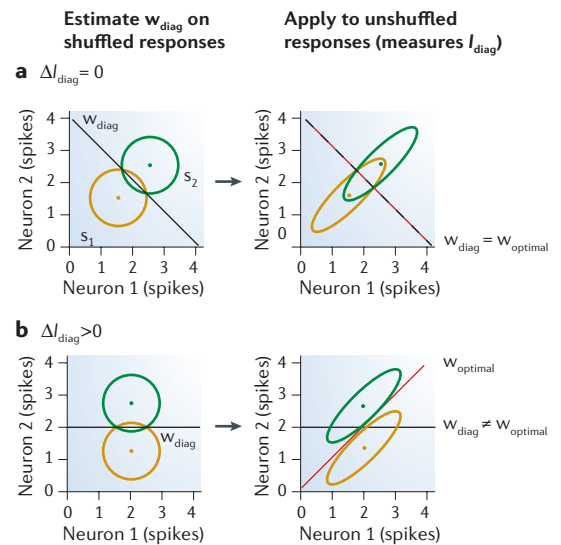 Estimate w_diag on
shuffled responses
Apply to unshuffled
responses (measures I_diag)
a ΔI_diag = 0
4
3
2
1
0
0 1 2 3 4
Neuron 2 (spikes)
Neuron 1 (spikes)
w_diag
s_2
s_1
4
3
2
1
0
0 1 2 3 4
Neuron 2 (spikes)
Neuron 1 (spikes)
w_diag = w_optimal
b ΔI_diag>0
4
3
2
1
0
0 1 2 3 4
Neuron 2 (spikes)
Neuron 1 (spikes)
w_diag
4
3
2
1
0
0 1 2 3 4
Neuron 2 (spikes)
Neuron 1 (spikes)
w_optimal
w_diag ≠ w_optimal